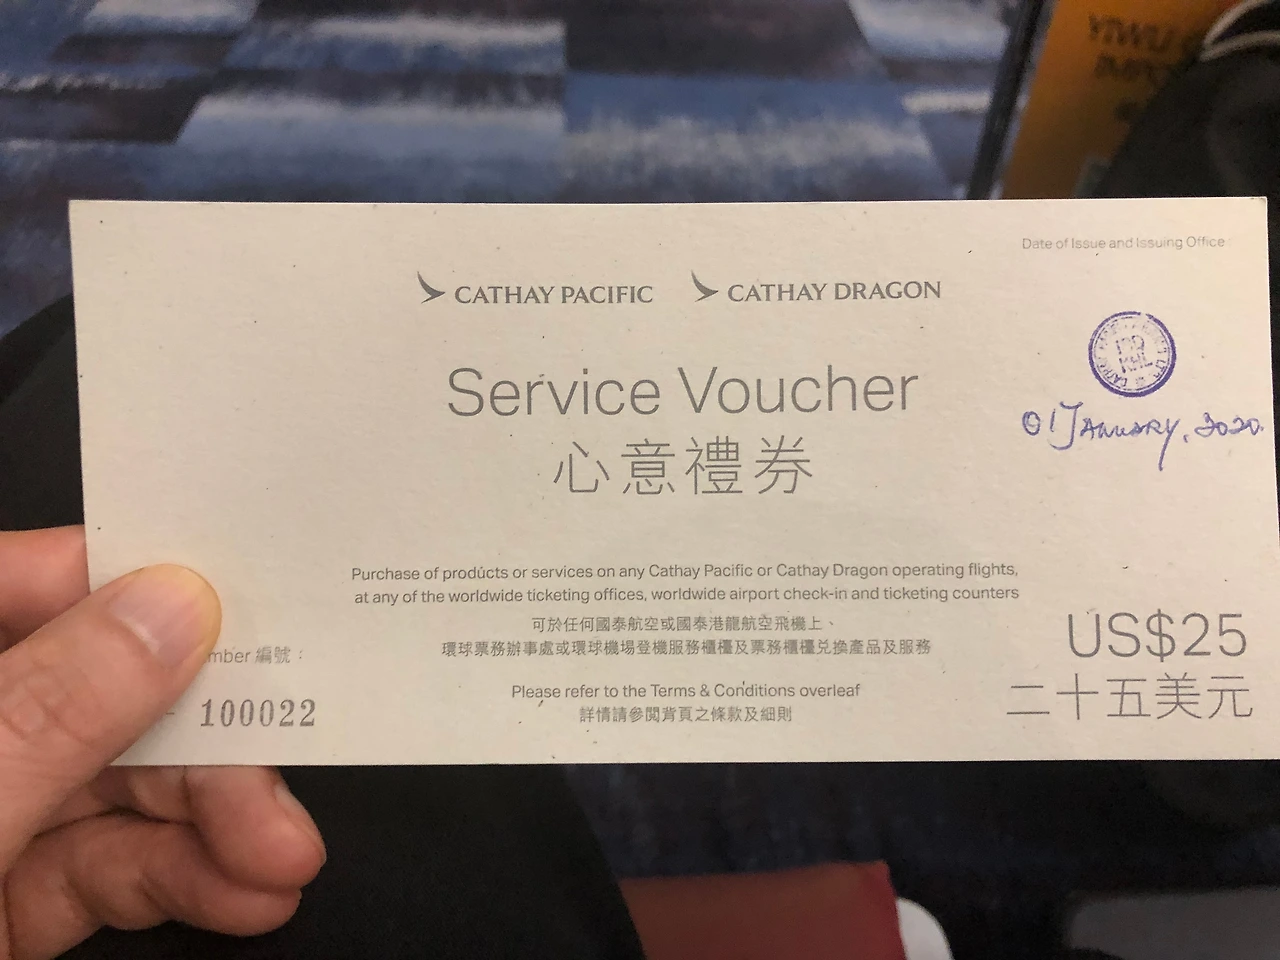 YIWU
IMPO
Date of Issue and Issuing Office
CATHAY PACIFIC CATHAY DRAGON
Service Voucher
心意禮券
01 JANUARY, 2020.
Purchase of products or services on any Cathay Pacific or Cathay Dragon operating flights,
at any of the worldwide ticketing offices, worldwide airport check-in and ticketing counters
可於任何國泰航空或國泰港龍航空飛機上、
環球票務辦事處或環球機場登機服務櫃檯及票務櫃檯兌換產品及服務
US$25
二十五美元
mber 編號：
- 100022
Please refer to the Terms & Conditions overleaf
詳情請參閱背頁之條款及細則